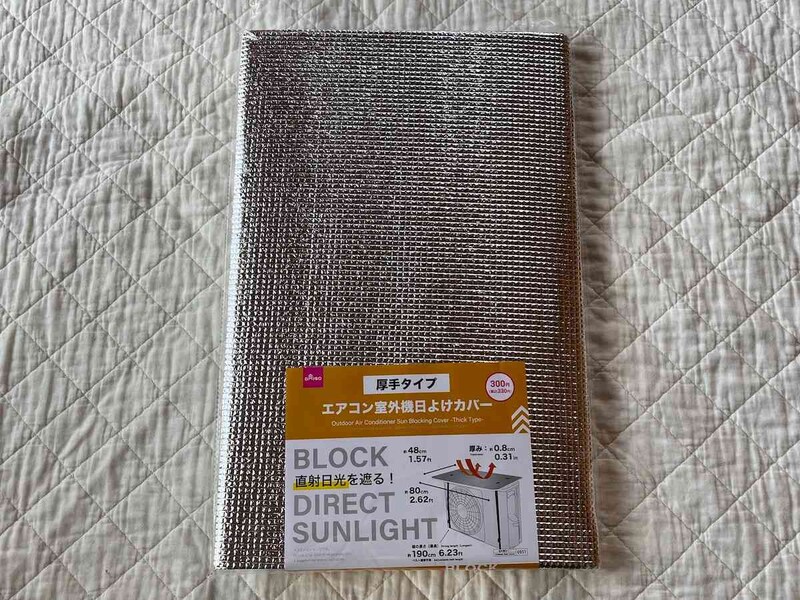 DAISO
厚手タイプ
300円
(税込330円)
エアコン室外機日よけカバー
Outdoor Air Conditioner Sun Blocking Cover -Thick Type-
BLOCK
直射日光を遮る！
DIRECT
SUNLIGHT
約48cm
1.57ft
厚み：約0.8cm
0.31in
約80cm
2.62ft
約190cm 6.23ft
BLOCK